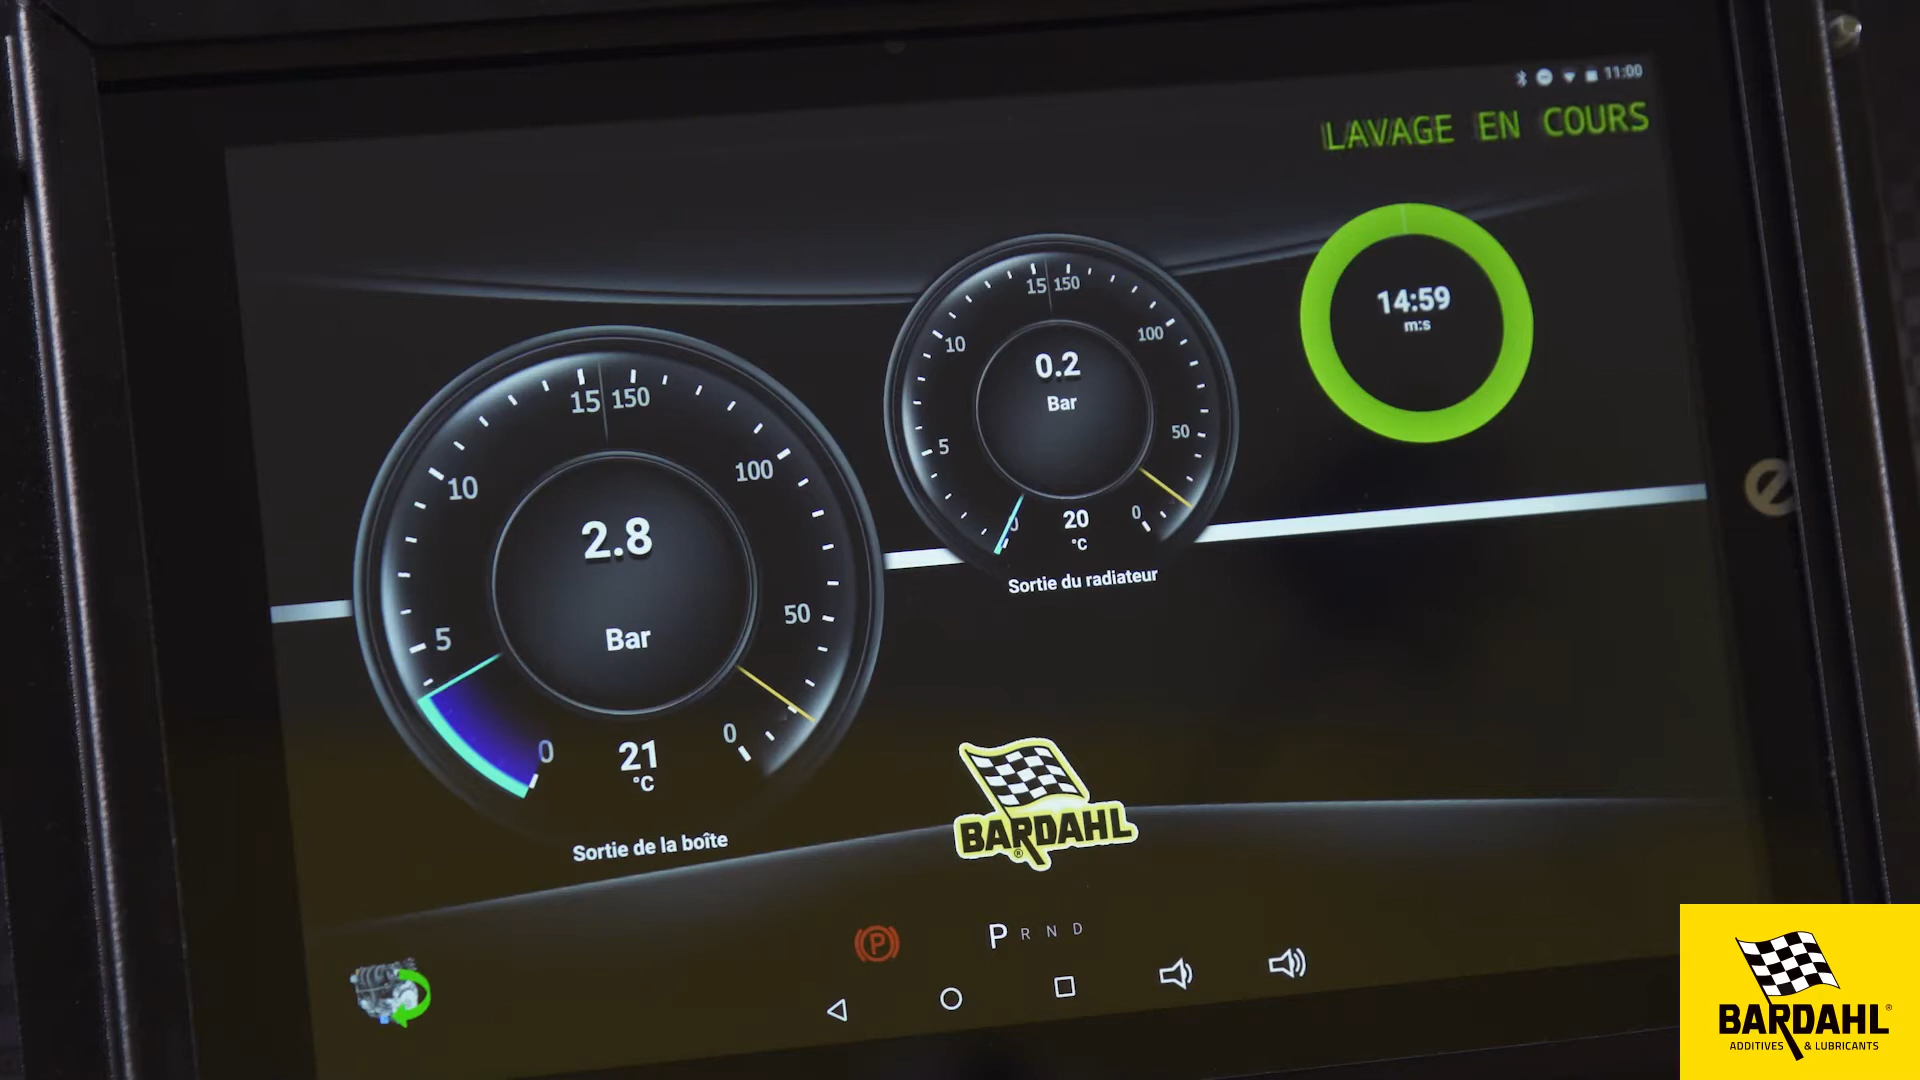 11:00
LAVAGE EN COURS
14:59
m:s
15 150
10 100
0.2
Bar
5 50
0 20 0
°C
Sortie du radiateur
15 150
10 100
2.8
5 50
Bar
0 21 0
°C
Sortie de la boîte
BARDAHL
®
P
P R N D
BARDAHL®
ADDITIVES & LUBRICANTS